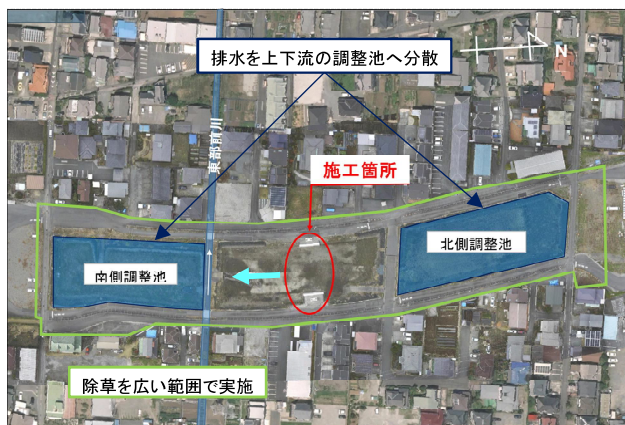 排水を上下流の調整池へ分散
N
東部前川
施工箇所
北側調整池
南側調整池
除草を広い範囲で実施